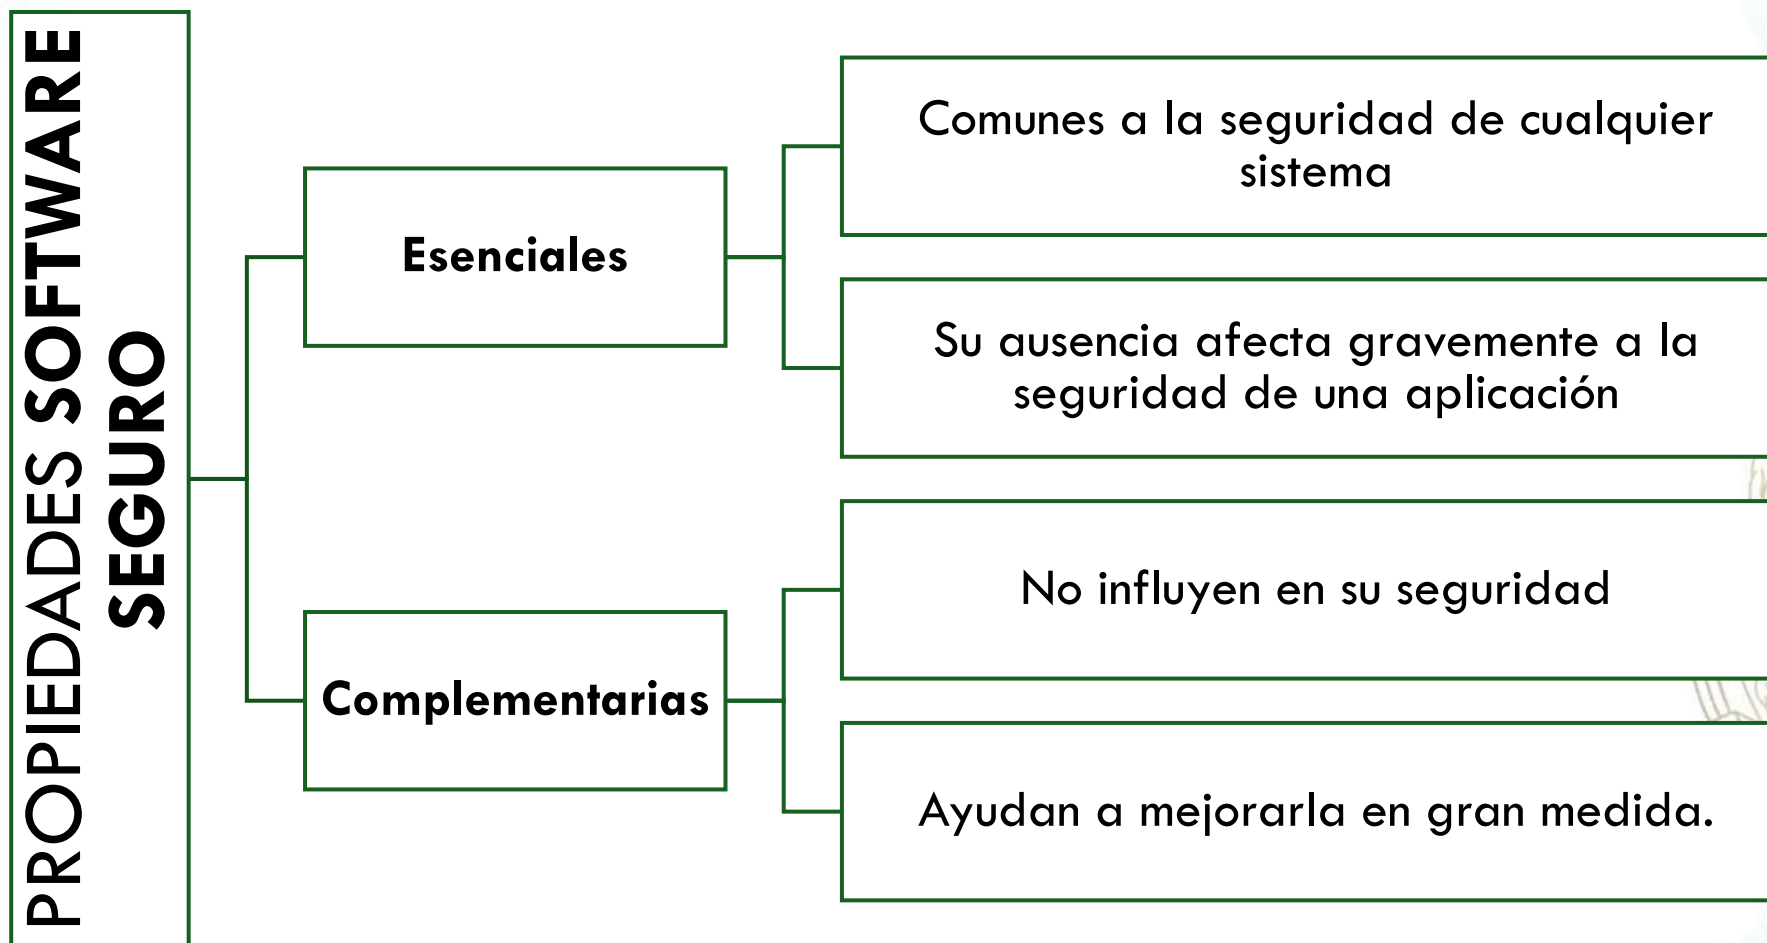 PROPIEDADES SOFTWARE
SEGURO
Esenciales
Comunes a la seguridad de cualquier
sistema
Su ausencia afecta gravemente a la
seguridad de una aplicación
Complementarias
No influyen en su seguridad
Ayudan a mejorarla en gran medida.